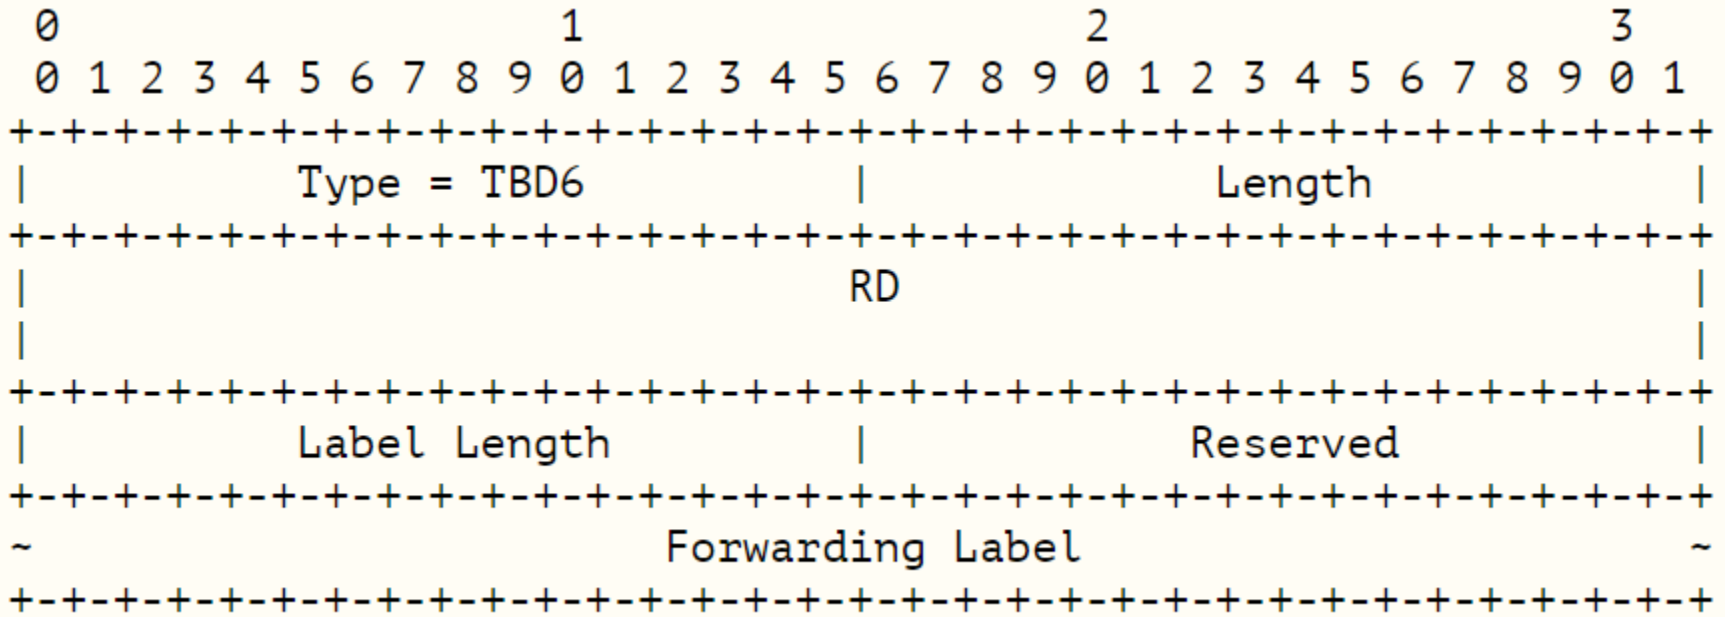 0                   1                   2                   3
 0 1 2 3 4 5 6 7 8 9 0 1 2 3 4 5 6 7 8 9 0 1 2 3 4 5 6 7 8 9 0 1
+-+-+-+-+-+-+-+-+-+-+-+-+-+-+-+-+-+-+-+-+-+-+-+-+-+-+-+-+-+-+-+-+
|          Type = TBD6          |             Length            |
+-+-+-+-+-+-+-+-+-+-+-+-+-+-+-+-+-+-+-+-+-+-+-+-+-+-+-+-+-+-+-+-+
|                               RD                              |
|                                                               |
+-+-+-+-+-+-+-+-+-+-+-+-+-+-+-+-+-+-+-+-+-+-+-+-+-+-+-+-+-+-+-+-+
|          Label Length         |            Reserved           |
+-+-+-+-+-+-+-+-+-+-+-+-+-+-+-+-+-+-+-+-+-+-+-+-+-+-+-+-+-+-+-+-+
~                        Forwarding Label                       ~
+-+-+-+-+-+-+-+-+-+-+-+-+-+-+-+-+-+-+-+-+-+-+-+-+-+-+-+-+-+-+-+-+